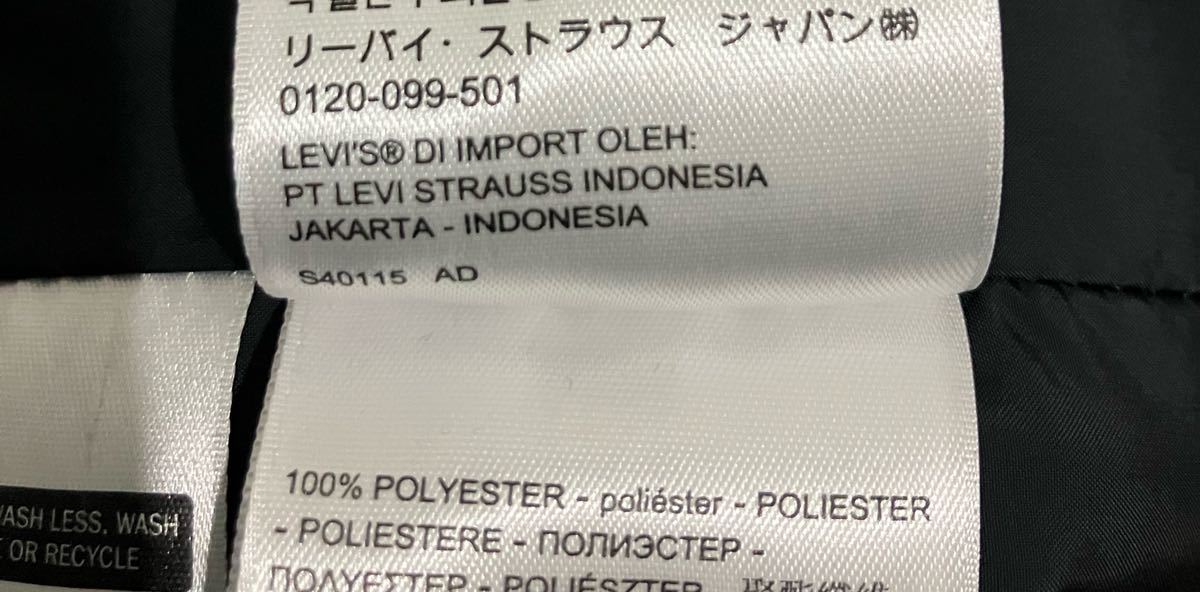 リーバイ・ストラウス ジャパン㈱
0120-099-501
LEVI'S® DI IMPORT OLEH:
PT LEVI STRAUSS INDONESIA
JAKARTA - INDONESIA
S40115 AD
100% POLYESTER - poliéster - POLIESTER
- POLIESTERE - ПОЛИЭСТЕР -
ΠΟΛΥΕΣΤΕΡ - POLIÉSZTER
LESS. WASH
OR RECYCLE